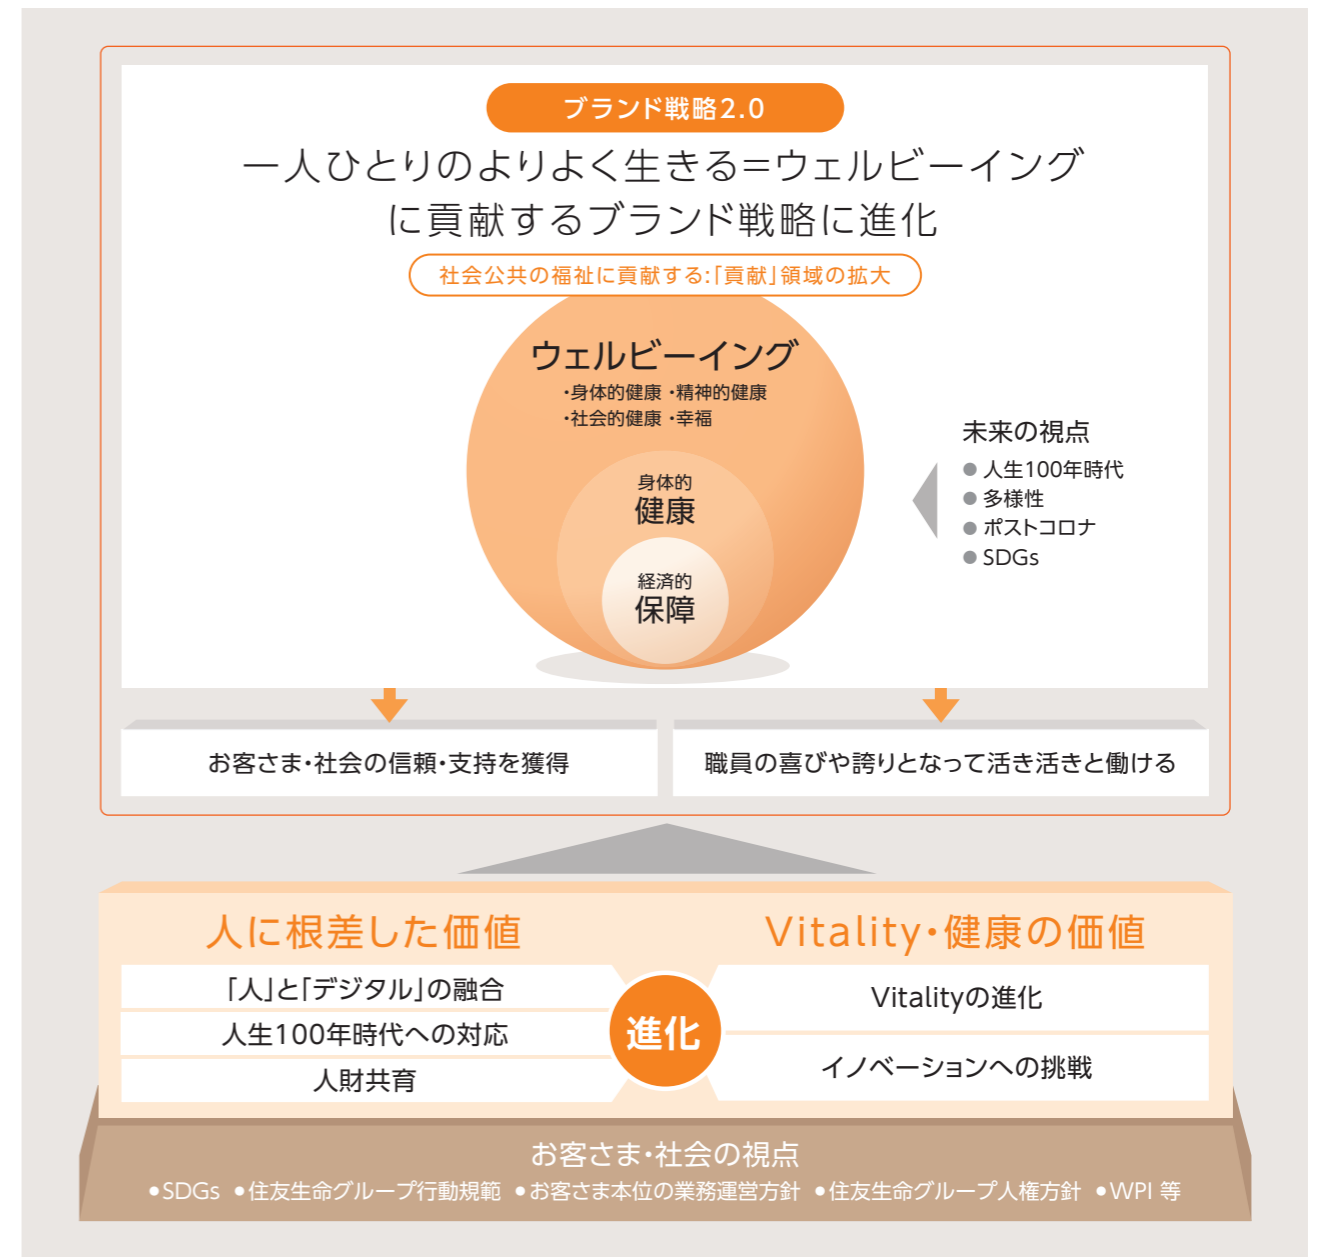 ブランド戦略2.0
一人ひとりのよりよく生きる=ウェルビーイング
に貢献するブランド戦略に進化
社会公共の福祉に貢献する:「貢献」領域の拡大
ウェルビーイング
・身体的健康 ・精神的健康
・社会的健康 ・幸福
身体的
健康
経済的
保障
未来の視点
● 人生100年時代
● 多様性
● ポストコロナ
● SDGs
お客さま・社会の信頼・支持を獲得
職員の喜びや誇りとなって活き活きと働ける
人に根差した価値
「人」と「デジタル」の融合
人生100年時代への対応
人財共育
進化
Vitality・健康の価値
Vitalityの進化
イノベーションへの挑戦
お客さま・社会の視点
●SDGs ●住友生命グループ行動規範 ●お客さま本位の業務運営方針 ●住友生命グループ人権方針 ●WPI 等